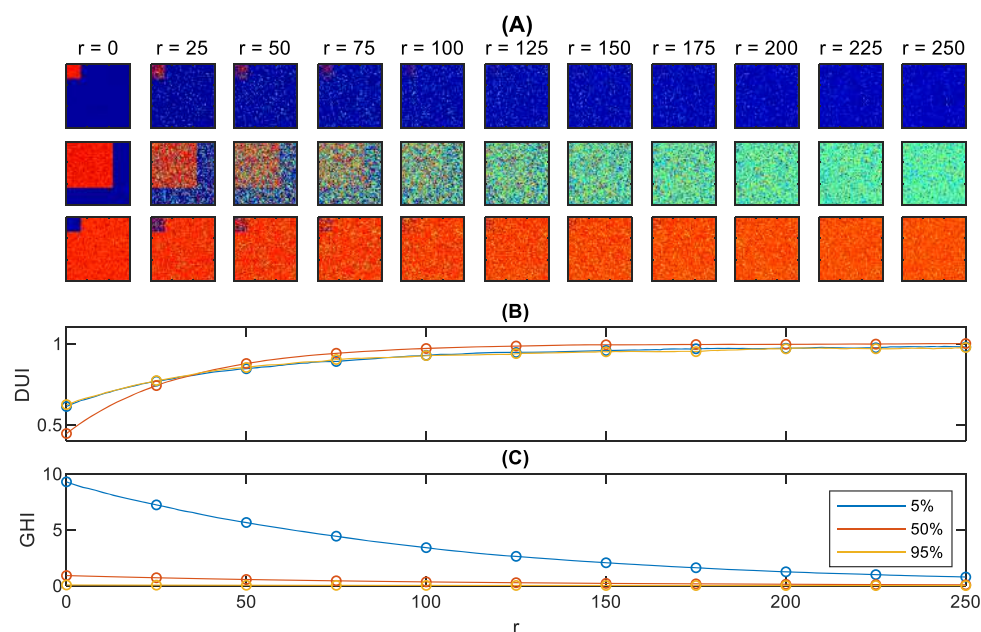 (A)
r = 0 r = 25 r = 50 r = 75 r = 100 r = 125 r = 150 r = 175 r = 200 r = 225 r = 250
(B)
1
0.5
DUI
(C)
10
5
0
GHI
5%
50%
95%
0 50 100 150 200 250
r